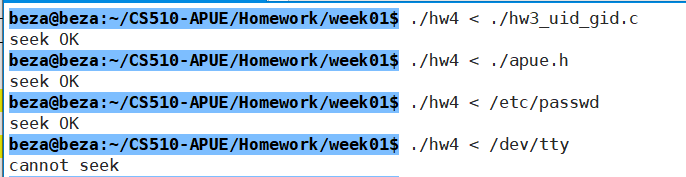 beza@beza:~/CS510-APUE/Homework/week01$ ./hw4 < ./hw3_uid_gid.c
seek OK
beza@beza:~/CS510-APUE/Homework/week01$ ./hw4 < ./apue.h
seek OK
beza@beza:~/CS510-APUE/Homework/week01$ ./hw4 < /etc/passwd
seek OK
beza@beza:~/CS510-APUE/Homework/week01$ ./hw4 < /dev/tty
cannot seek